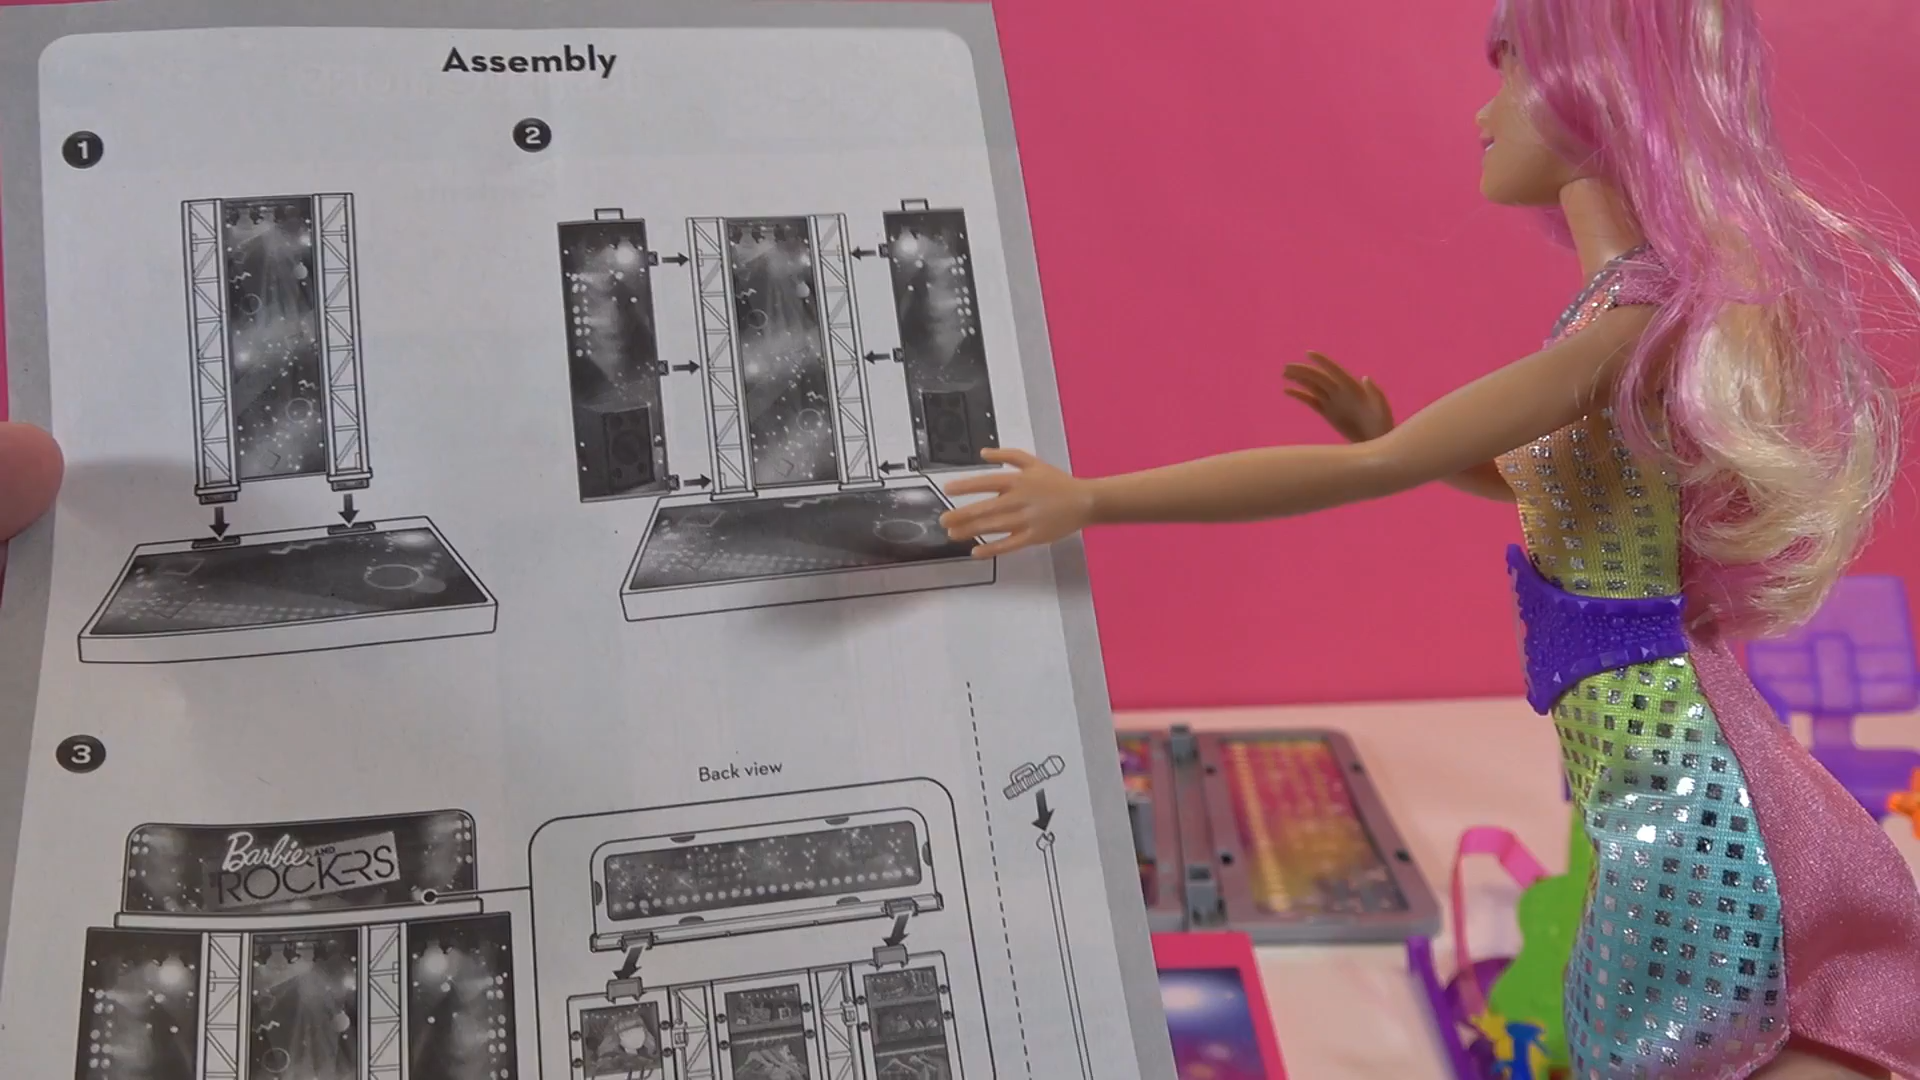 Assembly
1
2
3
Back view
Barbie AND
ROCKERS